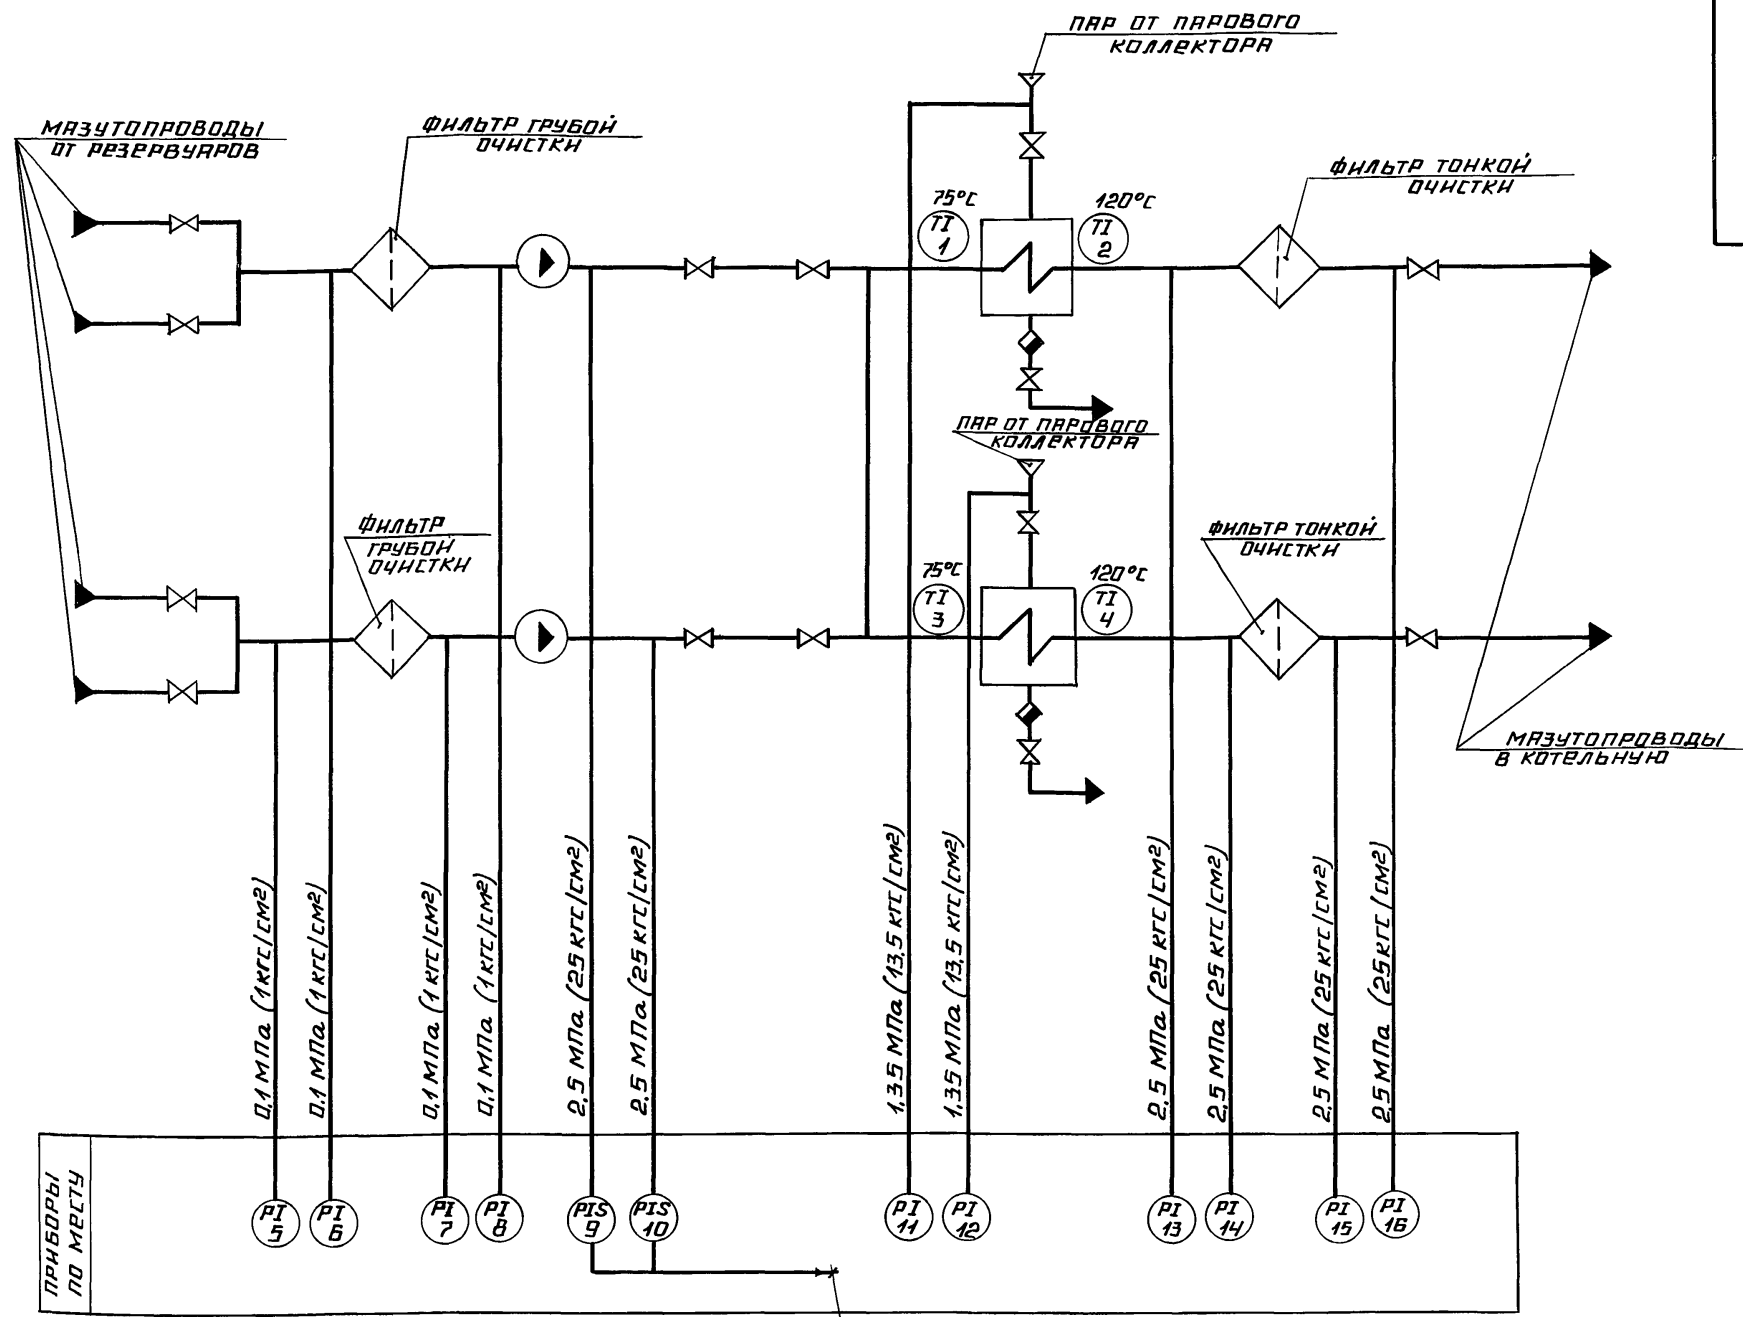 ПАР ОТ ПАРОВОГО
КОЛЛЕКТОРА
МАЗУТОПРОВОДЫ
ОТ РЕЗЕРВУАРОВ
ФИЛЬТР ГРУБОЙ
ОЧИСТКИ
ФИЛЬТР ТОНКОЙ
ОЧИСТКИ
75°С
TI
1
120°С
TI
2
ПАР ОТ ПАРОВОГО
КОЛЛЕКТОРА
ФИЛЬТР
ГРУБОЙ
ОЧИСТКИ
ФИЛЬТР ТОНКОЙ
ОЧИСТКИ
75°С
TI
3
120°С
TI
4
МАЗУТОПРОВОДЫ
В КОТЕЛЬНУЮ
0,1 МПа (1 кгс/см²)
0,1 МПа (1 кгс/см²)
0,1 МПа (1 кгс/см²)
0,1 МПа (1 кгс/см²)
2,5 МПа (25 кгс/см²)
2,5 МПа (25 кгс/см²)
1,35 МПа (13,5 кгс/см²)
1,35 МПа (13,5 кгс/см²)
2,5 МПа (25 кгс/см²)
2,5 МПа (25 кгс/см²)
2,5 МПа (25 кгс/см²)
2,5 МПа (25 кгс/см²)
ПРИБОРЫ
ПО МЕСТУ
PI
5
PI
6
PI
7
PI
8
PIS
9
PIS
10
PI
11
PI
12
PI
13
PI
14
PI
15
PI
16